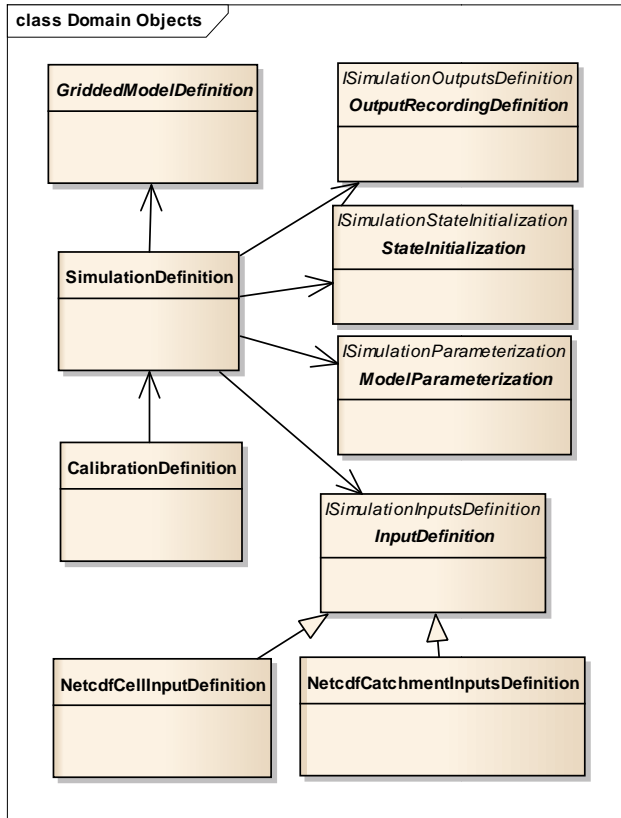 class Domain Objects
GriddedModelDefinition
ISimulationOutputsDefinition
OutputRecordingDefinition
ISimulationStateInitialization
StateInitialization
SimulationDefinition
ISimulationParameterization
ModelParameterization
CalibrationDefinition
ISimulationInputsDefinition
InputDefinition
NetcdfCellInputDefinition
NetcdfCatchmentInputsDefinition